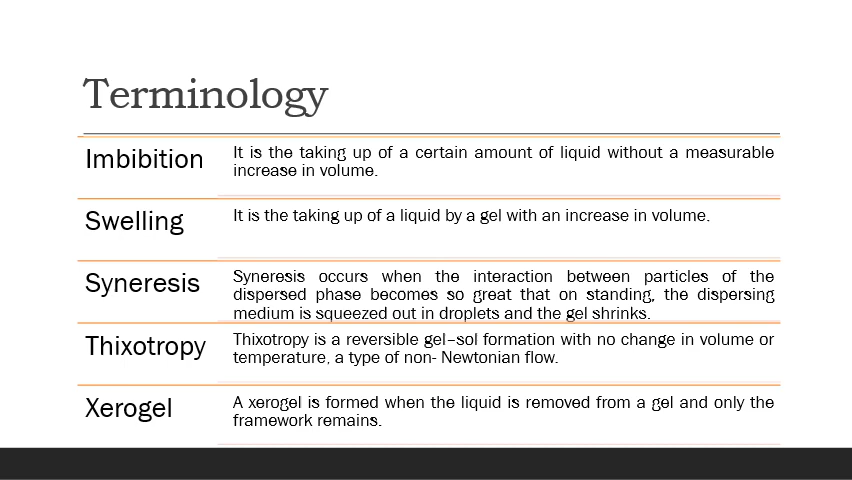 Terminology
Imbibition
It is the taking up of a certain amount of liquid without a measurable
increase in volume.
Swelling
It is the taking up of a liquid by a gel with an increase in volume.
Syneresis
Syneresis occurs when the interaction between particles of the
dispersed phase becomes so great that on standing, the dispersing
medium is squeezed out in droplets and the gel shrinks.
Thixotropy
Thixotropy is a reversible gel–sol formation with no change in volume or
temperature, a type of non- Newtonian flow.
Xerogel
A xerogel is formed when the liquid is removed from a gel and only the
framework remains.